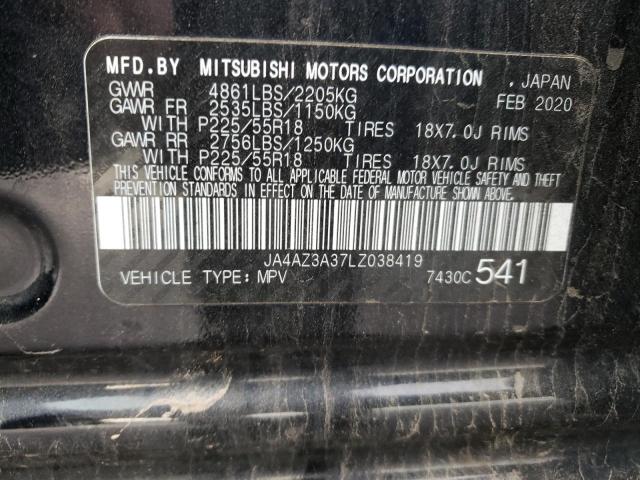 MFD.BY MITSUBISHI MOTORS CORPORATION , JAPAN
GVWR 4861LBS/2205KG FEB 2020
GAWR FR 2535LBS/1150KG
WITH P225/55R18 TIRES 18X7.0J RIMS
GAWR RR 2756LBS/1250KG
WITH P225/55R18 TIRES 18X7.0J RIMS
THIS VEHICLE CONFORMS TO ALL APPLICABLE FEDERAL MOTOR VEHICLE SAFETY AND THEFT
PREVENTION STANDARDS IN EFFECT ON THE DATE OF MANUFACTURE SHOWN ABOVE.
JA4AZ3A37LZ038419
VEHICLE TYPE: MPV 7430C 541